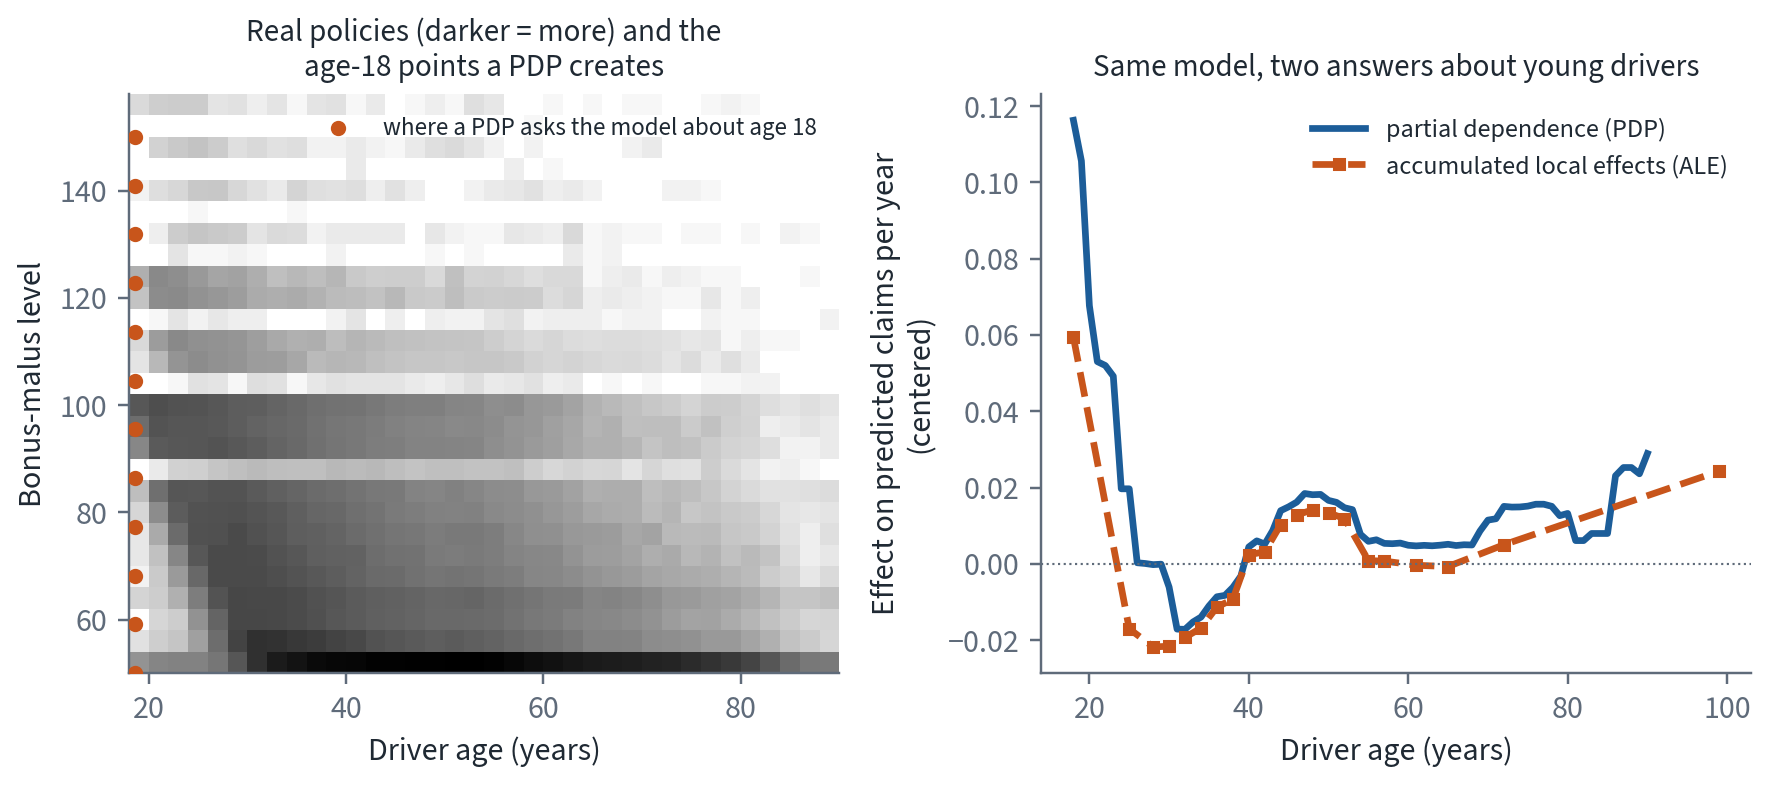 Real policies (darker = more) and the
age-18 points a PDP creates
where a PDP asks the model about age 18
Bonus-malus level
140
120
100
80
60
20 40 60 80
Driver age (years)
Same model, two answers about young drivers
partial dependence (PDP)
accumulated local effects (ALE)
Effect on predicted claims per year
(centered)
0.12
0.10
0.08
0.06
0.04
0.02
0.00
−0.02
20 40 60 80 100
Driver age (years)